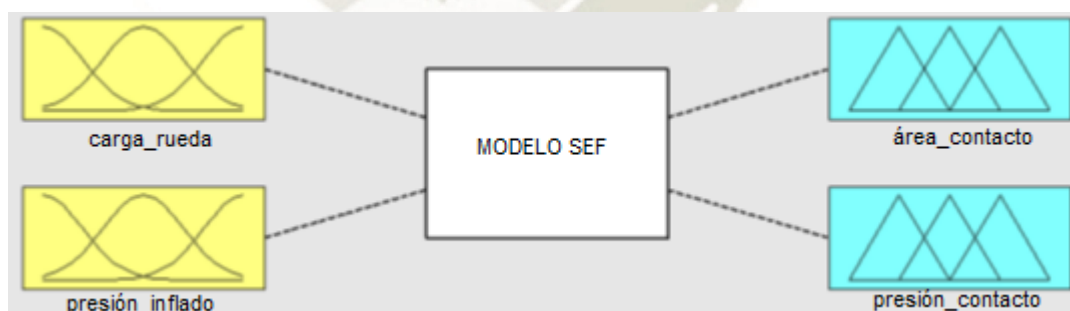 carga_rueda
presión_inflado
MODELO SEF
área_contacto
presión_contacto